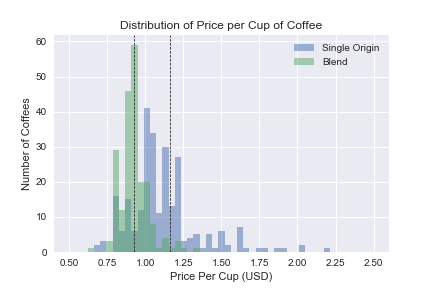 Distribution of Price per Cup of Coffee
Single Origin
Blend
Number of Coffees
60
50
40
30
20
10
0
0.50 0.75 1.00 1.25 1.50 1.75 2.00 2.25 2.50
Price Per Cup (USD)